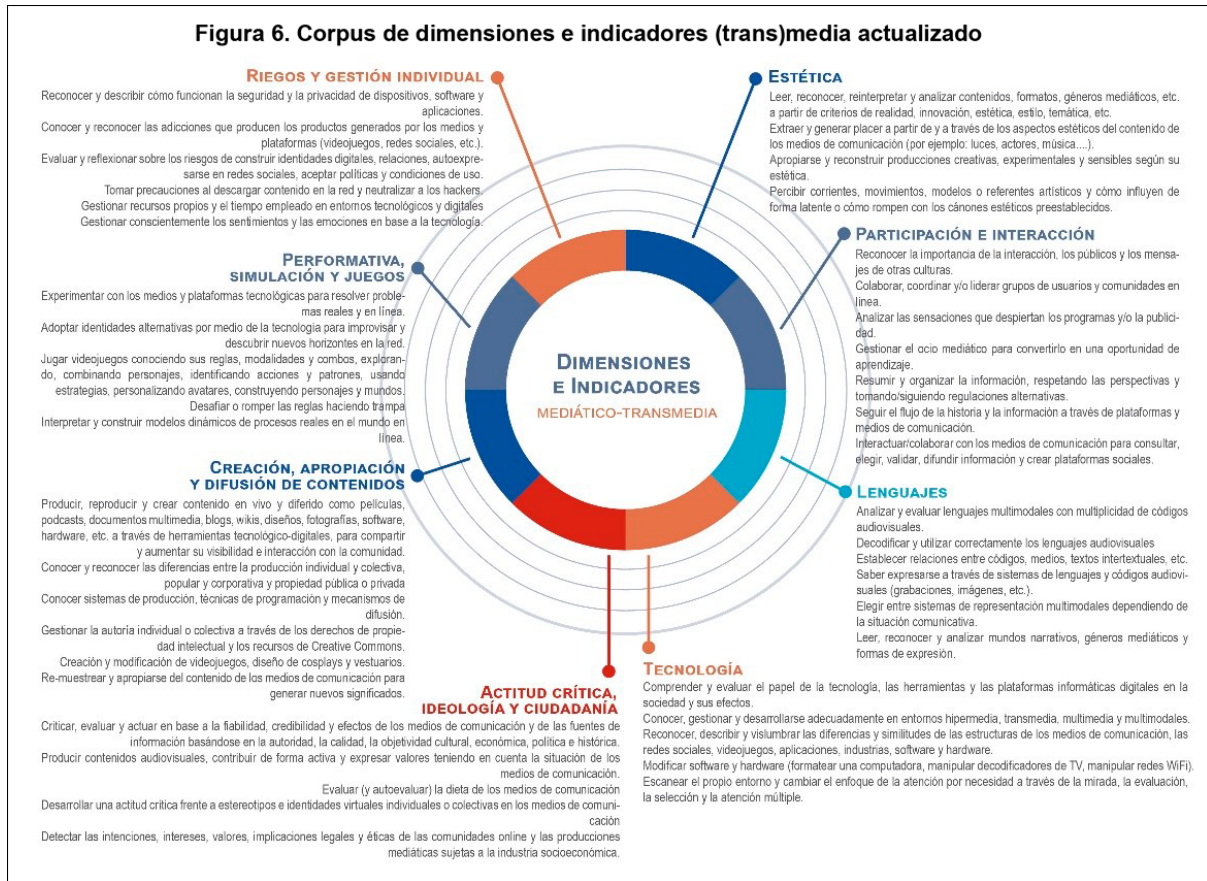 Figura 6. Corpus de dimensiones e indicadores (trans)media actualizado
RIEGOS Y GESTIÓN INDIVIDUAL
Reconocer y describir cómo funcionan la seguridad y la privacidad de dispositivos, software y
aplicaciones.
Conocer y reconocer las adicciones que producen los productos generados por los medios y
plataformas (videojuegos, redes sociales, etc.).
Evaluar y reflexionar sobre los riesgos de construir identidades digitales, relaciones, autoexpre-
sarse en redes sociales, aceptar políticas y condiciones de uso.
Tomar precauciones al descargar contenido en la red y neutralizar a los hackers.
Gestionar recursos propios y el tiempo empleado en entornos tecnológicos y digitales
Gestionar conscientemente los sentimientos y las emociones en base a la tecnología.
PERFORMATIVA,
SIMULACIÓN Y JUEGOS
Experimentar con los medios y plataformas tecnológicas para resolver proble-
mas reales y en línea.
Adoptar identidades alternativas por medio de la tecnología para improvisar y
descubrir nuevos horizontes en la red.
Jugar videojuegos conociendo sus reglas, modalidades y combos, exploran-
do, combinando personajes, identificando acciones y patrones, usando
estrategias, personalizando avatares, construyendo personajes y mundos.
Desafiar o romper las reglas haciendo trampa
Interpretar y construir modelos dinámicos de procesos reales en el mundo en
línea.
CREACIÓN, APROPIACIÓN
Y DIFUSIÓN DE CONTENIDOS
Producir, reproducir y crear contenido en vivo y diferido como películas,
podcasts, documentos multimedia, blogs, wikis, diseños, fotografías, software,
hardware, etc. a través de herramientas tecnológico-digitales, para compartir
y aumentar su visibilidad e interacción con la comunidad.
Conocer y reconocer las diferencias entre la producción individual y colectiva,
popular y corporativa y propiedad pública o privada
Conocer sistemas de producción, técnicas de programación y mecanismos de
difusión.
Gestionar la autoría individual o colectiva a través de los derechos de propie-
dad intelectual y los recursos de Creative Commons.
Creación y modificación de videojuegos, diseño de cosplays y vestuarios.
Re-muestrear y apropiarse del contenido de los medios de comunicación para
generar nuevos significados.
ACTITUD CRÍTICA,
IDEOLOGÍA Y CIUDADANÍA
Criticar, evaluar y actuar en base a la fiabilidad, credibilidad y efectos de los medios de comunicación y de las fuentes de
información basándose en la autoridad, la calidad, la objetividad cultural, económica, política e histórica.
Producir contenidos audiovisuales, contribuir de forma activa y expresar valores teniendo en cuenta la situación de los
medios de comunicación.
Evaluar (y autoevaluar) la dieta de los medios de comunicación
Desarrollar una actitud crítica frente a estereotipos e identidades virtuales individuales o colectivas en los medios de comuni-
cación
Detectar las intenciones, intereses, valores, implicaciones legales y éticas de las comunidades online y las producciones
mediáticas sujetas a la industria socioeconómica.
DIMENSIONES
E INDICADORES
MEDIÁTICO-TRANSMEDIA
ESTÉTICA
Leer, reconocer, reinterpretar y analizar contenidos, formatos, géneros mediáticos, etc.
a partir de criterios de realidad, innovación, estética, estilo, temática, etc.
Extraer y generar placer a partir de y a través de los aspectos estéticos del contenido de
los medios de comunicación (por ejemplo: luces, actores, música....).
Apropiarse y reconstruir producciones creativas, experimentales y sensibles según su
estética.
Percibir corrientes, movimientos, modelos o referentes artísticos y cómo influyen de
forma latente o cómo rompen con los cánones estéticos preestablecidos.
PARTICIPACIÓN E INTERACCIÓN
Reconocer la importancia de la interacción, los públicos y los mensa-
jes de otras culturas.
Colaborar, coordinar y/o liderar grupos de usuarios y comunidades en
línea.
Analizar las sensaciones que despiertan los programas y/o la publici-
dad.
Gestionar el ocio mediático para convertirlo en una oportunidad de
aprendizaje.
Resumir y organizar la información, respetando las perspectivas y
tomando/siguiendo regulaciones alternativas.
Seguir el flujo de la historia y la información a través de plataformas y
medios de comunicación.
Interactuar/colaborar con los medios de comunicación para consultar,
elegir, validar, difundir información y crear plataformas sociales.
LENGUAJES
Analizar y evaluar lenguajes multimodales con multiplicidad de códigos
audiovisuales.
Decodificar y utilizar correctamente los lenguajes audiovisuales
Establecer relaciones entre códigos, medios, textos intertextuales, etc.
Saber expresarse a través de sistemas de lenguajes y códigos audiovi-
suales (grabaciones, imágenes, etc.).
Elegir entre sistemas de representación multimodales dependiendo de
la situación comunicativa.
Leer, reconocer y analizar mundos narrativos, géneros mediáticos y
formas de expresión.
TECNOLOGÍA
Comprender y evaluar el papel de la tecnología, las herramientas y las plataformas informáticas digitales en la
sociedad y sus efectos.
Conocer, gestionar y desarrollarse adecuadamente en entornos hipermedia, transmedia, multimedia y multimodales.
Reconocer, describir y vislumbrar las diferencias y similitudes de las estructuras de los medios de comunicación, las
redes sociales, videojuegos, aplicaciones, industrias, software y hardware.
Modificar software y hardware (formatear una computadora, manipular decodificadores de TV, manipular redes WiFi).
Escanear el propio entorno y cambiar el enfoque de la atención por necesidad a través de la mirada, la evaluación,
la selección y la atención múltiple.